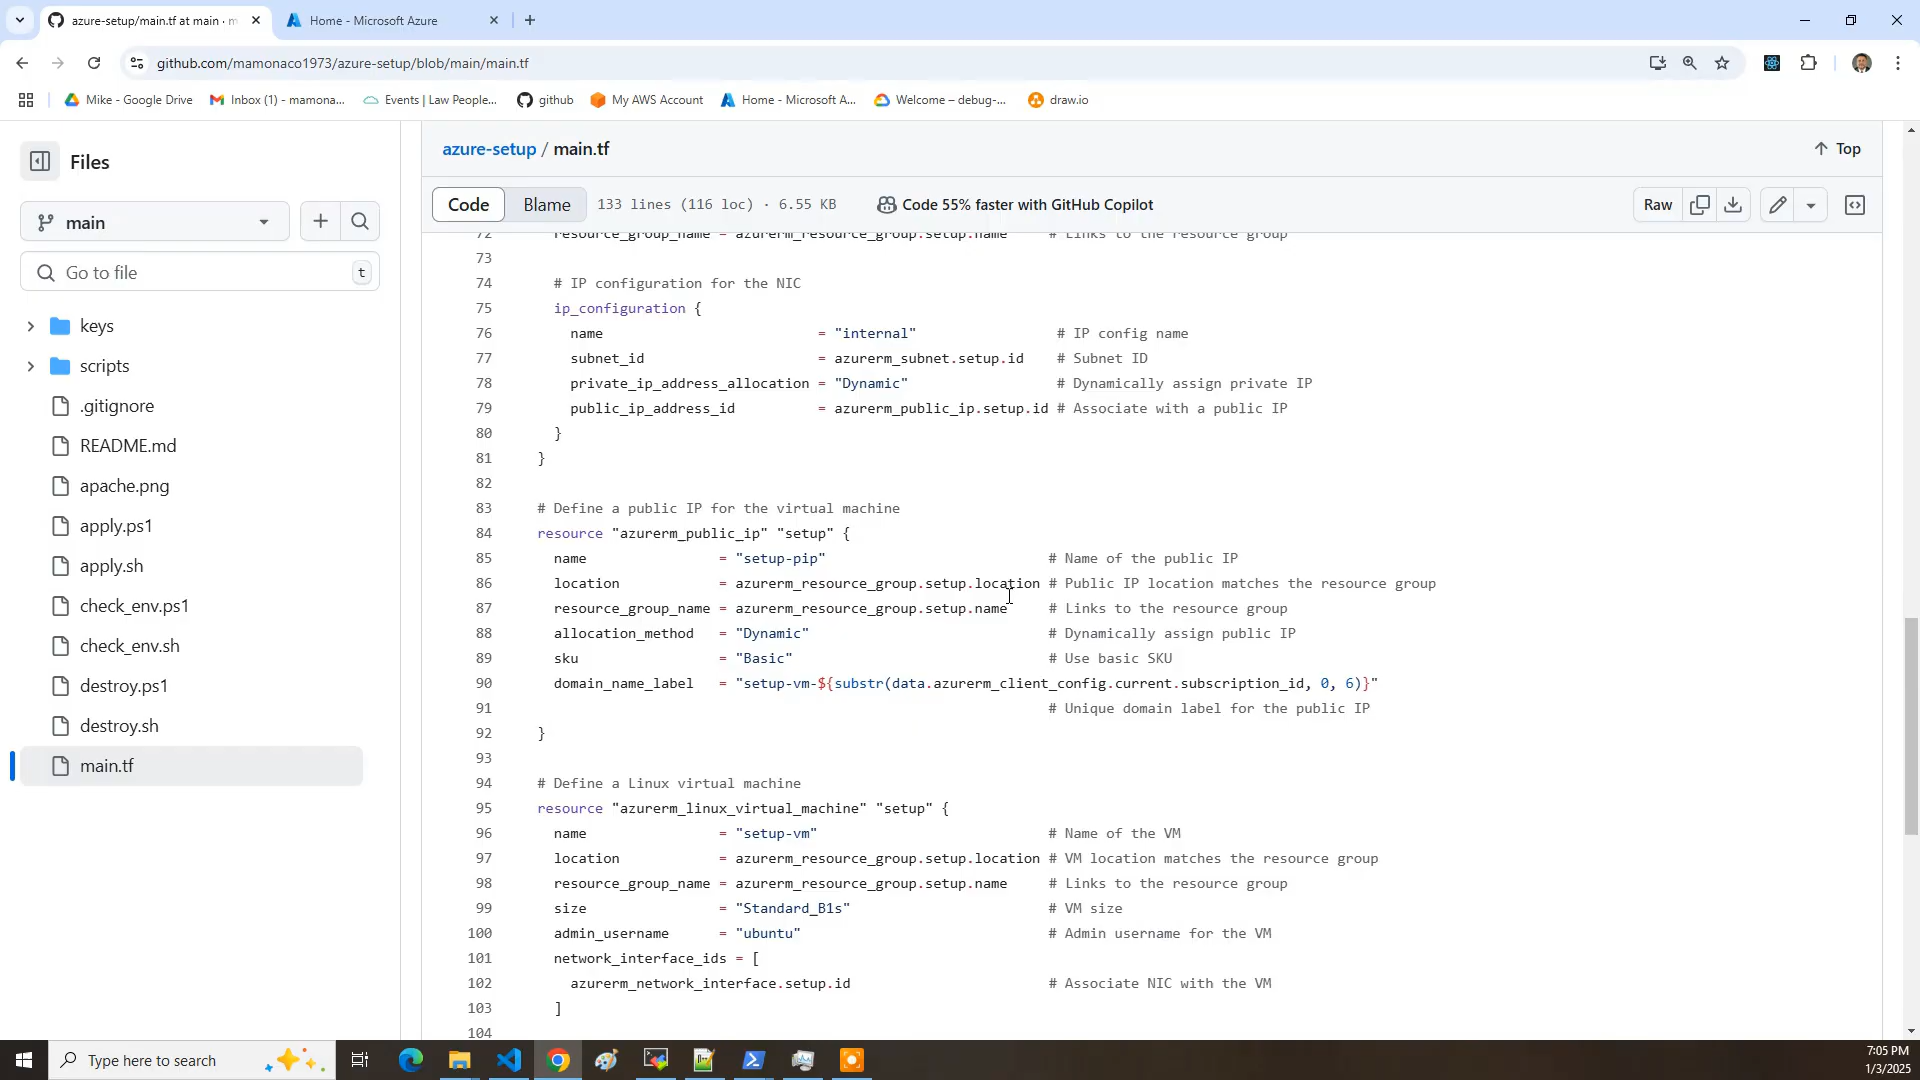 azure-setup/main.tf at main · m
Home - Microsoft Azure
github.com/mamonaco1973/azure-setup/blob/main/main.tf
Mike - Google Drive
Inbox (1) - mamona...
Events | Law People...
github
My AWS Account
Home - Microsoft A...
Welcome – debug-...
draw.io
Files
azure-setup / main.tf
Top
main
Code
Blame
133 lines (116 loc) · 6.55 KB
Code 55% faster with GitHub Copilot
Raw
Go to file
t
keys
scripts
.gitignore
README.md
apache.png
apply.ps1
apply.sh
check_env.ps1
check_env.sh
destroy.ps1
destroy.sh
main.tf
72 resource_group_name = azurerm_resource_group.setup.name # Links to the resource group
73
74 # IP configuration for the NIC
75 ip_configuration {
76 name = "internal" # IP config name
77 subnet_id = azurerm_subnet.setup.id # Subnet ID
78 private_ip_address_allocation = "Dynamic" # Dynamically assign private IP
79 public_ip_address_id = azurerm_public_ip.setup.id # Associate with a public IP
80 }
81 }
82
83 # Define a public IP for the virtual machine
84 resource "azurerm_public_ip" "setup" {
85 name = "setup-pip" # Name of the public IP
86 location = azurerm_resource_group.setup.location # Public IP location matches the resource group
87 resource_group_name = azurerm_resource_group.setup.name # Links to the resource group
88 allocation_method = "Dynamic" # Dynamically assign public IP
89 sku = "Basic" # Use basic SKU
90 domain_name_label = "setup-vm-${substr(data.azurerm_client_config.current.subscription_id, 0, 6)}"
91 # Unique domain label for the public IP
92 }
93
94 # Define a Linux virtual machine
95 resource "azurerm_linux_virtual_machine" "setup" {
96 name = "setup-vm" # Name of the VM
97 location = azurerm_resource_group.setup.location # VM location matches the resource group
98 resource_group_name = azurerm_resource_group.setup.name # Links to the resource group
99 size = "Standard_B1s" # VM size
100 admin_username = "ubuntu" # Admin username for the VM
101 network_interface_ids = [
102 azurerm_network_interface.setup.id # Associate NIC with the VM
103 ]
104
Type here to search
7:05 PM
1/3/2025